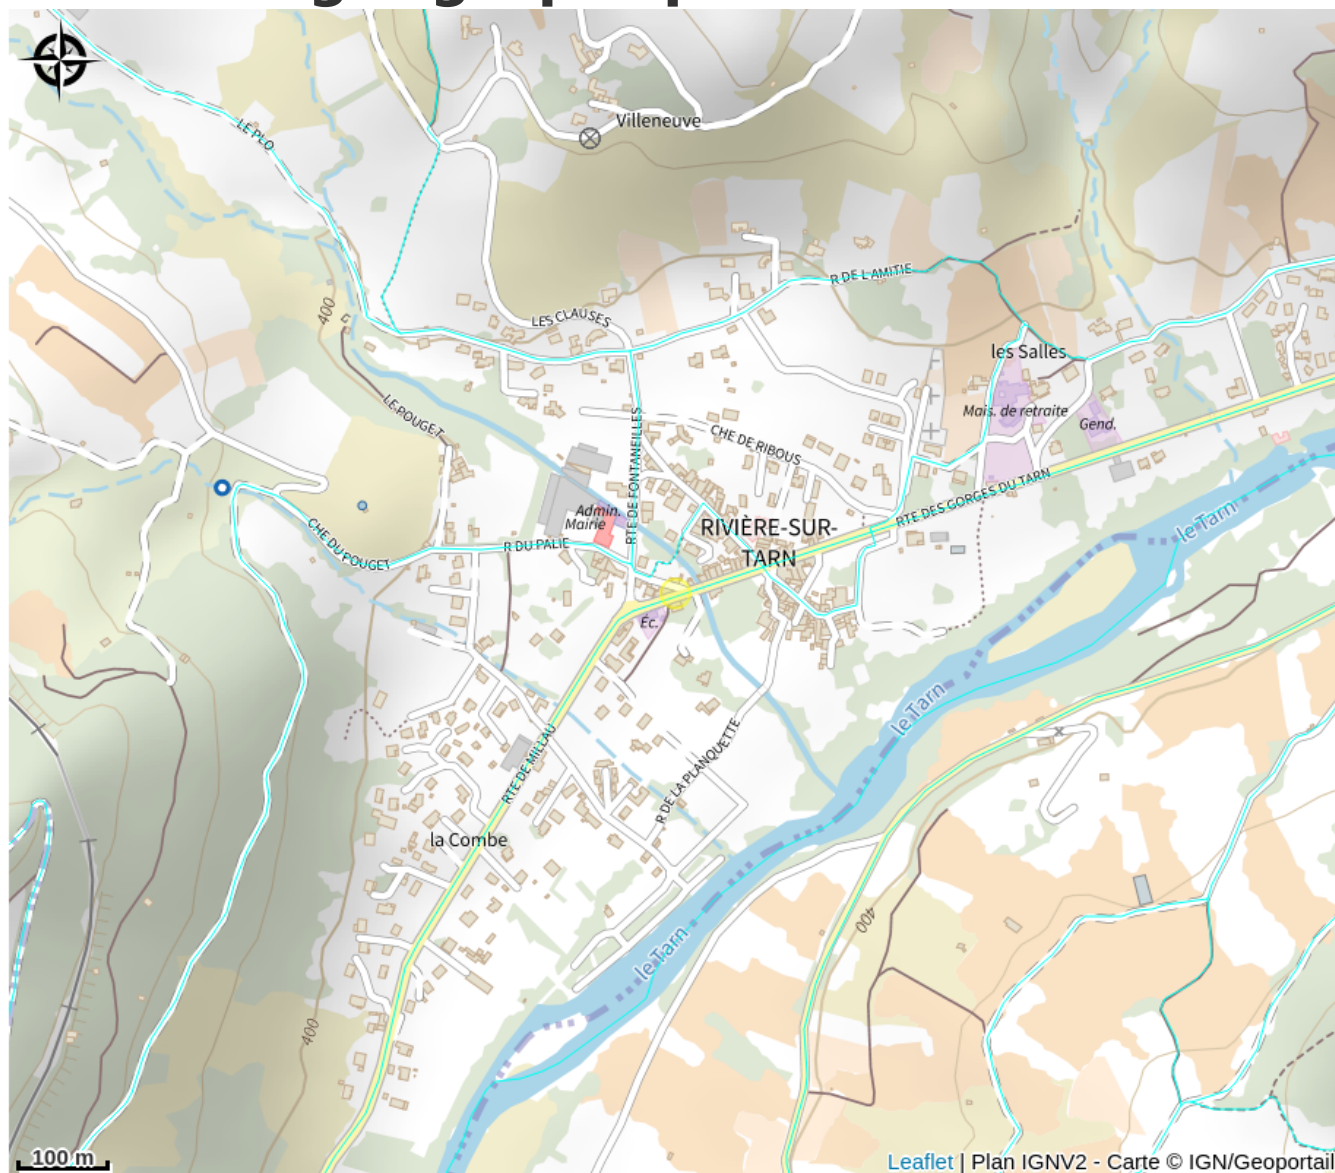 Villeneuve
LE PLO
R DE L AMITIE
400
LES CLAUSES
les Salles
LE POUGET
RTE DE FONTANEILLES
CHE DE RIBOUS
Mais. de retraite
Gend.
Admin.
Mairie
RIVIÈRE-SUR-
TARN
RTE DES GORGES DU TARN
le Tarn
CHE DU POUGET
R DU PALIE
Éc.
le Tarn
RTE DE MILLAU
R DE LA PLANQUETTE
la Combe
400
le Tarn
400
100 m
Leaflet | Plan IGNV2 - Carte © IGN/Geoportail